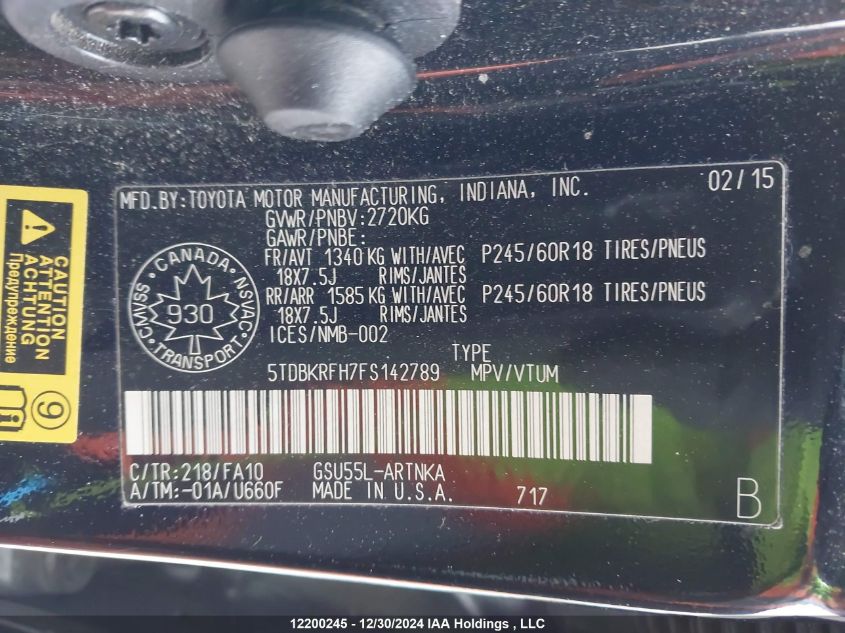 MFD.BY:TOYOTA MOTOR MANUFACTURING, INDIANA, INC. 02/15
GVWR/PNBV:2720KG
GAWR/PNBE:
FR/AVT 1340 KG WITH/AVEC P245/60R18 TIRES/PNEUS
18X7.5J RIMS/JANTES
RR/ARR 1585 KG WITH/AVEC P245/60R18 TIRES/PNEUS
18X7.5J RIMS/JANTES
ICES/NMB-002
CANADA
CMVSS NSVAC
930
TRANSPORT
TYPE
5TDBKRFH7FS142789 MPV/VTUM
C/TR:218/FA10 GSU55L-ARTNKA
A/TM:-01A/U660F MADE IN U.S.A. 717 B
CAUTION
ATTENTION
Предупреждение
9
12200245 - 12/30/2024 IAA Holdings , LLC